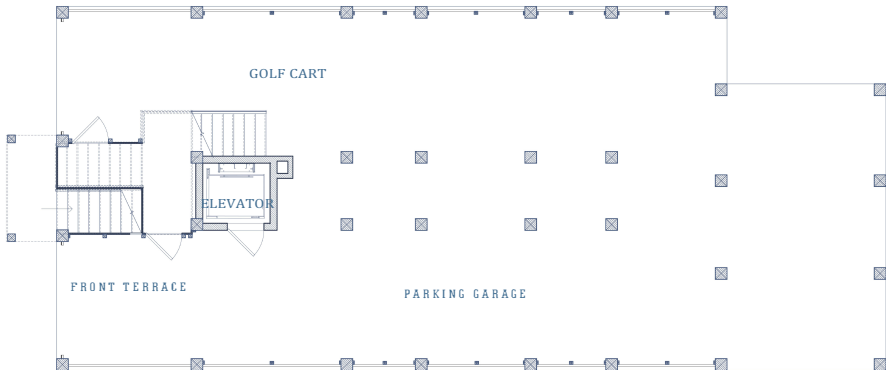 GOLF CART
ELEVATOR
FRONT TERRACE
PARKING GARAGE